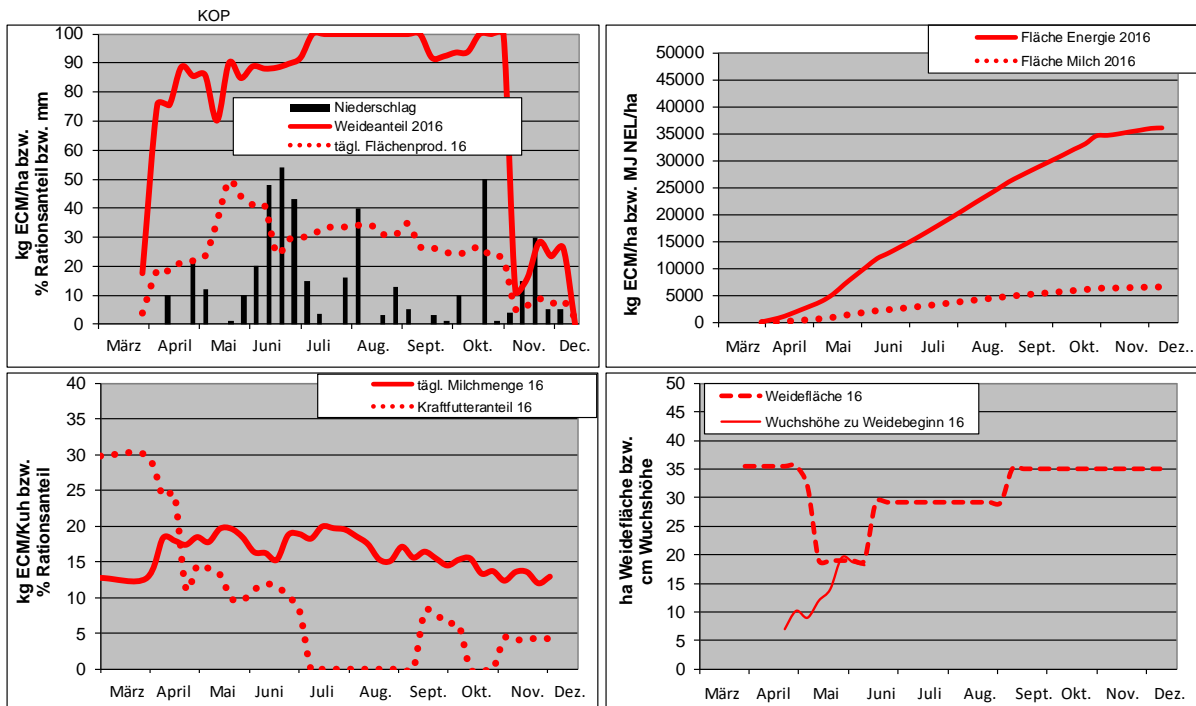 KOP
kg ECM/ha bzw.
% Rationsanteil bzw. mm
100
90
80
70
60
50
40
30
20
10
0
Niederschlag
Weideanteil 2016
tägl. Flächenprod. 16
März April Mai Juni Juli Aug. Sept. Okt. Nov. Dec.
kg ECM/ha bzw. MJ NEL/ha
50000
45000
40000
35000
30000
25000
20000
15000
10000
5000
0
Fläche Energie 2016
Fläche Milch 2016
März April Mai Juni Juli Aug. Sept. Okt. Nov. Dez..
kg ECM/Kuh bzw.
% Rationsanteil
40
35
30
25
20
15
10
5
0
tägl. Milchmenge 16
Kraftfutteranteil 16
März April Mai Juni Juli Aug. Sept. Okt. Nov. Dez.
ha Weidefläche bzw.
cm Wuchshöhe
50
45
40
35
30
25
20
15
10
5
0
Weidefläche 16
Wuchshöhe zu Weidebeginn 16
März April Mai Juni Juli Aug. Sept. Okt. Nov. Dez.